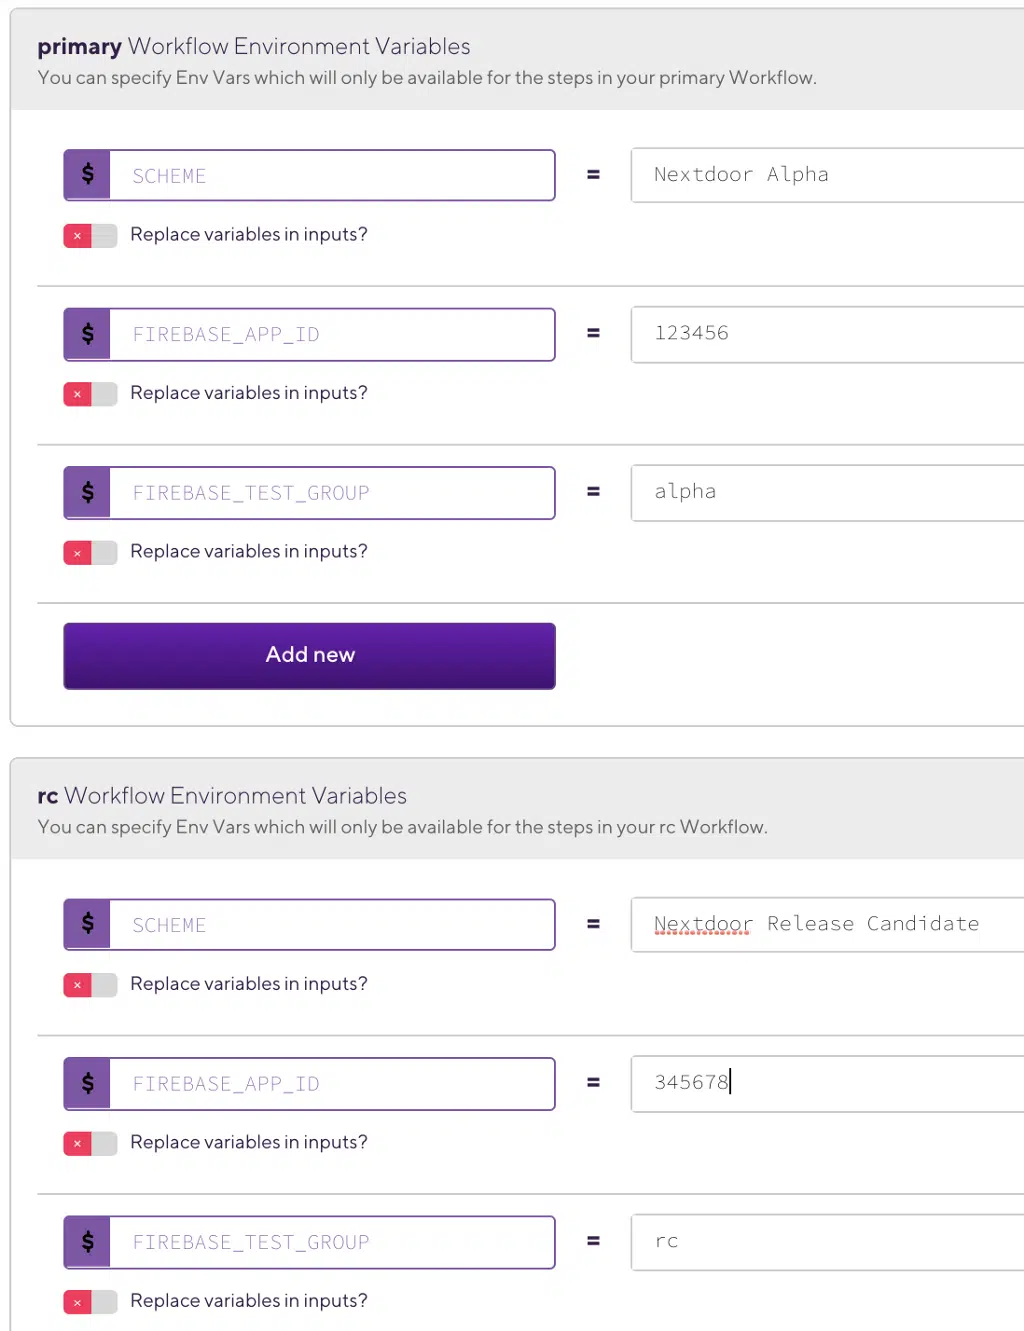 primary Workflow Environment Variables
You can specify Env Vars which will only be available for the steps in your primary Workflow.
$ SCHEME = Nextdoor Alpha
× Replace variables in inputs?
$ FIREBASE_APP_ID = 123456
× Replace variables in inputs?
$ FIREBASE_TEST_GROUP = alpha
× Replace variables in inputs?
Add new
rc Workflow Environment Variables
You can specify Env Vars which will only be available for the steps in your rc Workflow.
$ SCHEME = Nextdoor Release Candidate
× Replace variables in inputs?
$ FIREBASE_APP_ID = 345678
× Replace variables in inputs?
$ FIREBASE_TEST_GROUP = rc
× Replace variables in inputs?